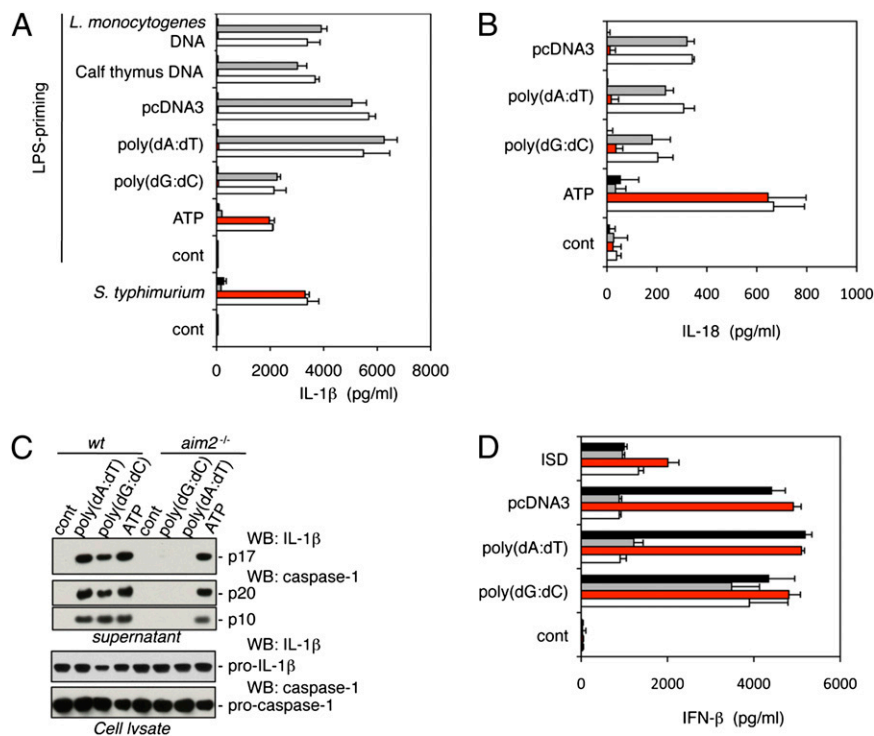 A
LPS-priming
L. monocytogenes
DNA
Calf thymus DNA
pcDNA3
poly(dA:dT)
poly(dG:dC)
ATP
cont
S. typhimurium
cont
0 2000 4000 6000 8000
IL-1β (pg/ml)
B
pcDNA3
poly(dA:dT)
poly(dG:dC)
ATP
cont
0 200 400 600 800 1000
IL-18 (pg/ml)
C
wt aim2-/-
cont poly(dA:dT) poly(dG:dC) ATP cont poly(dG:dC) poly(dA:dT) ATP
WB: IL-1β
- p17
WB: caspase-1
- p20
- p10
supernatant
WB: IL-1β
- pro-IL-1β
WB: caspase-1
- pro-caspase-1
Cell lvsate
D
ISD
pcDNA3
poly(dA:dT)
poly(dG:dC)
cont
0 2000 4000 6000
IFN-β (pg/ml)